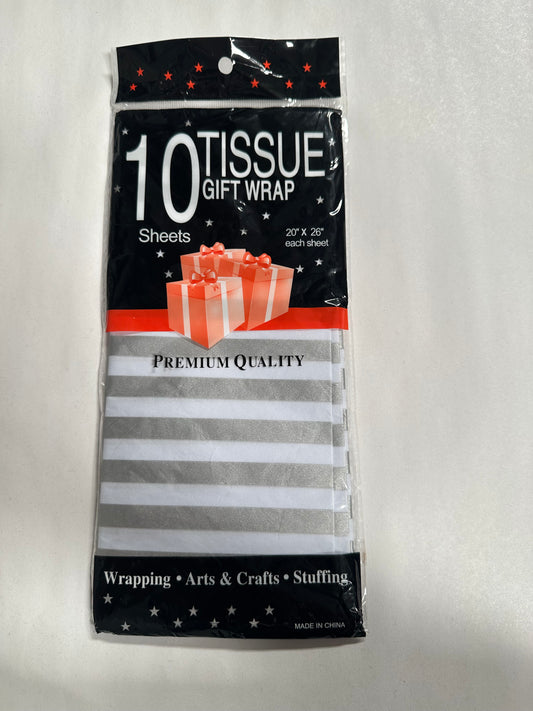 10 TISSUE
GIFT WRAP
Sheets
20" X 26"
each sheet
PREMIUM QUALITY
Wrapping • Arts & Crafts • Stuffing
MADE IN CHINA